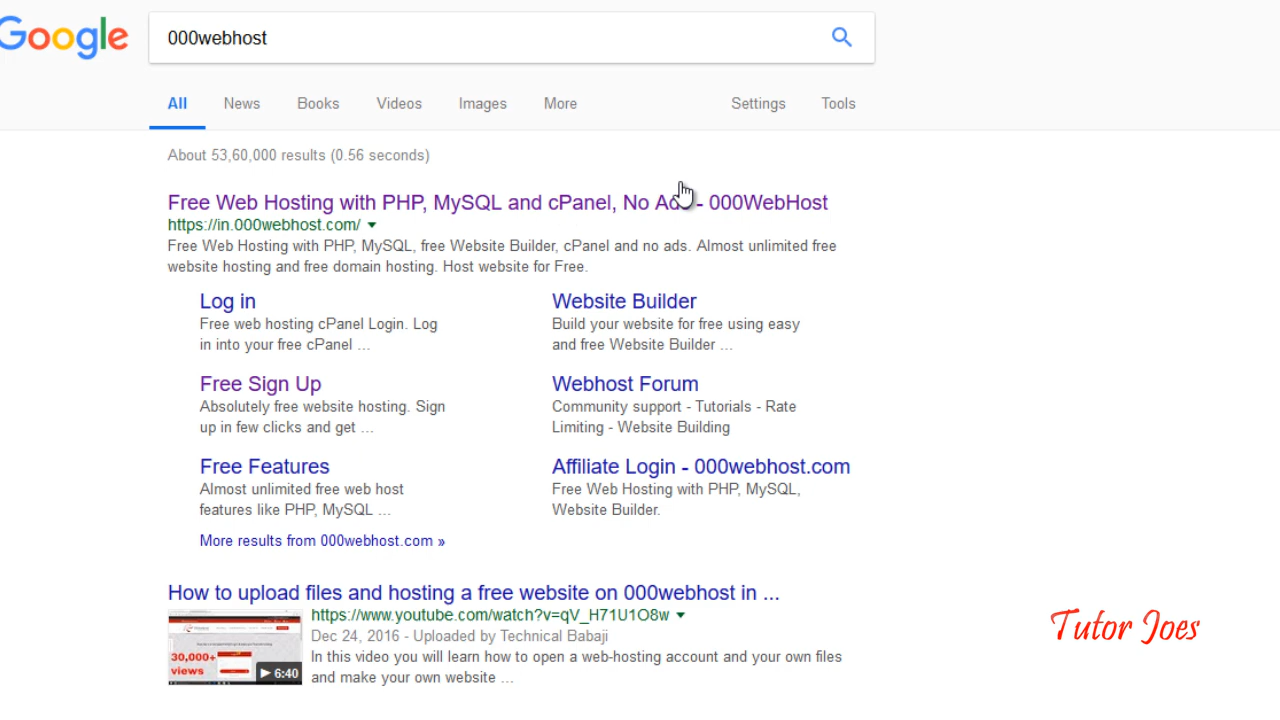 Google
000webhost
All News Books Videos Images More Settings Tools
About 53,60,000 results (0.56 seconds)
Free Web Hosting with PHP, MySQL and cPanel, No Ads - 000WebHost
https://in.000webhost.com/
Free Web Hosting with PHP, MySQL, free Website Builder, cPanel and no ads. Almost unlimited free
website hosting and free domain hosting. Host website for Free.
Log in
Free web hosting cPanel Login. Log
in into your free cPanel ...
Website Builder
Build your website for free using easy
and free Website Builder ...
Free Sign Up
Absolutely free website hosting. Sign
up in few clicks and get ...
Webhost Forum
Community support - Tutorials - Rate
Limiting - Website Building
Free Features
Almost unlimited free web host
features like PHP, MySQL ...
Affiliate Login - 000webhost.com
Free Web Hosting with PHP, MySQL,
Website Builder.
More results from 000webhost.com »
How to upload files and hosting a free website on 000webhost in ...
https://www.youtube.com/watch?v=qV_H71U1O8w
Dec 24, 2016 - Uploaded by Technical Babaji
In this video you will learn how to open a web-hosting account and your own files
and make your own website ...
30,000+
views
6:40
Tutor Joes